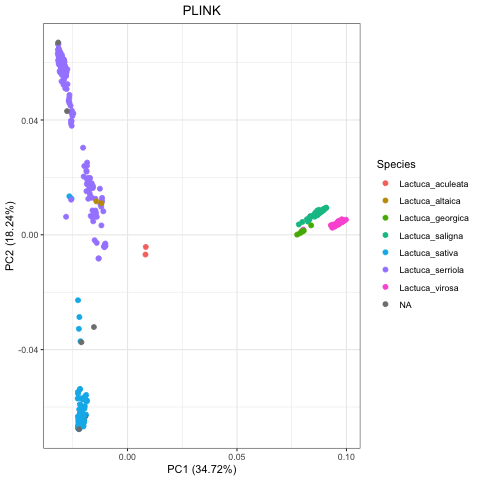 PLINK
PC2 (18.24%)
0.04
0.00
-0.04
0.00
0.05
0.10
PC1 (34.72%)
Species
Lactuca_aculeata
Lactuca_altaica
Lactuca_georgica
Lactuca_saligna
Lactuca_sativa
Lactuca_serriola
Lactuca_virosa
NA